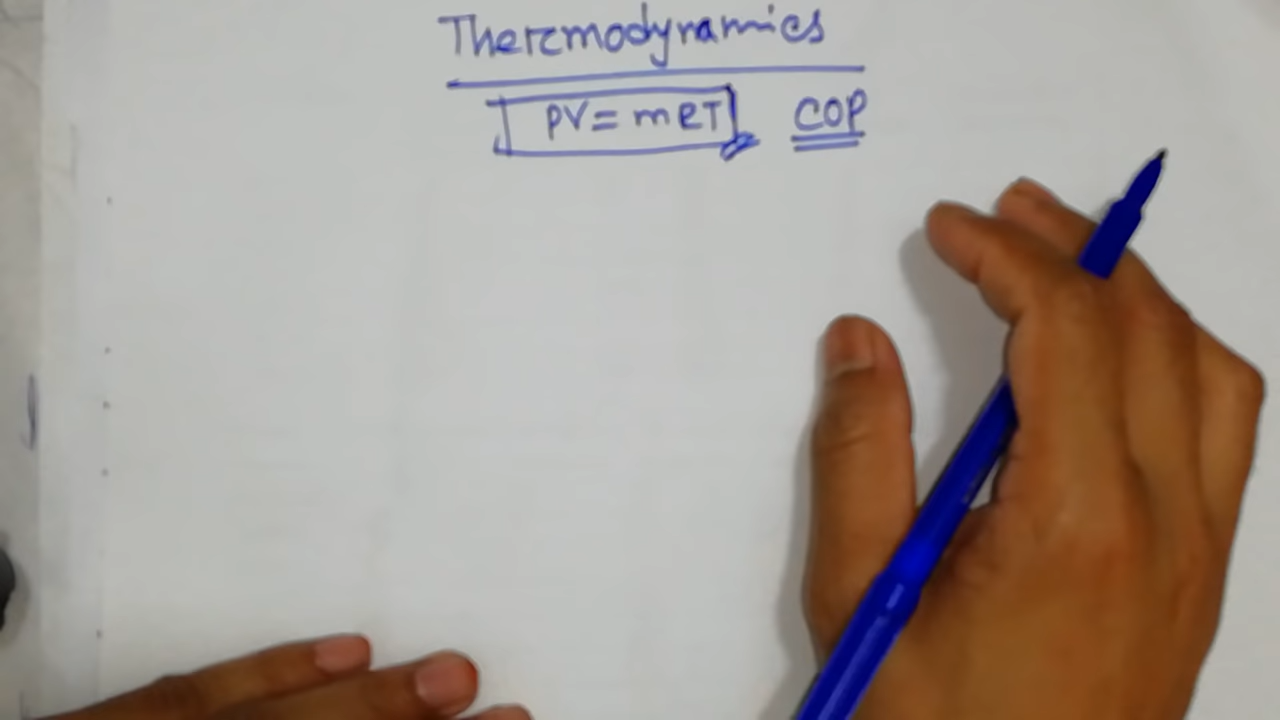 Thermodynamics
PV = mRT COP